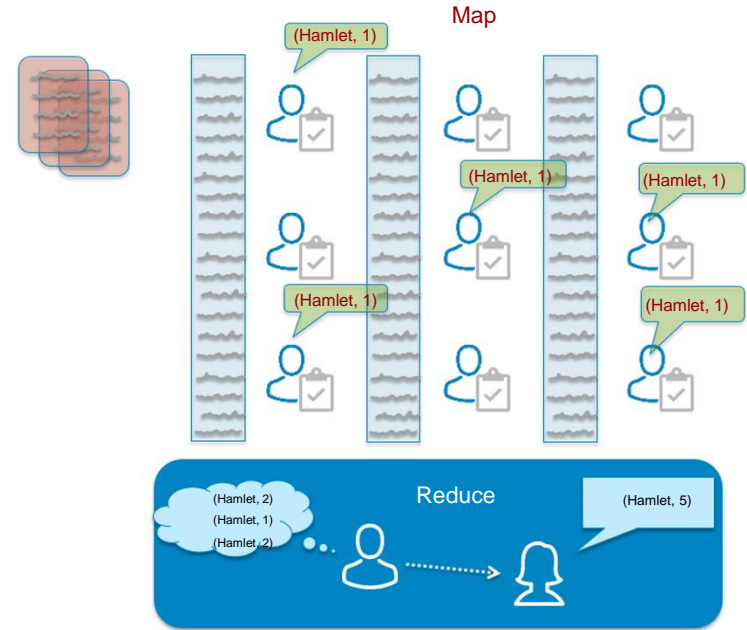 Map
(Hamlet, 1)
(Hamlet, 1)
(Hamlet, 1)
(Hamlet, 1)
(Hamlet, 1)
Reduce
(Hamlet, 2)
(Hamlet, 1)
(Hamlet, 2)
(Hamlet, 5)